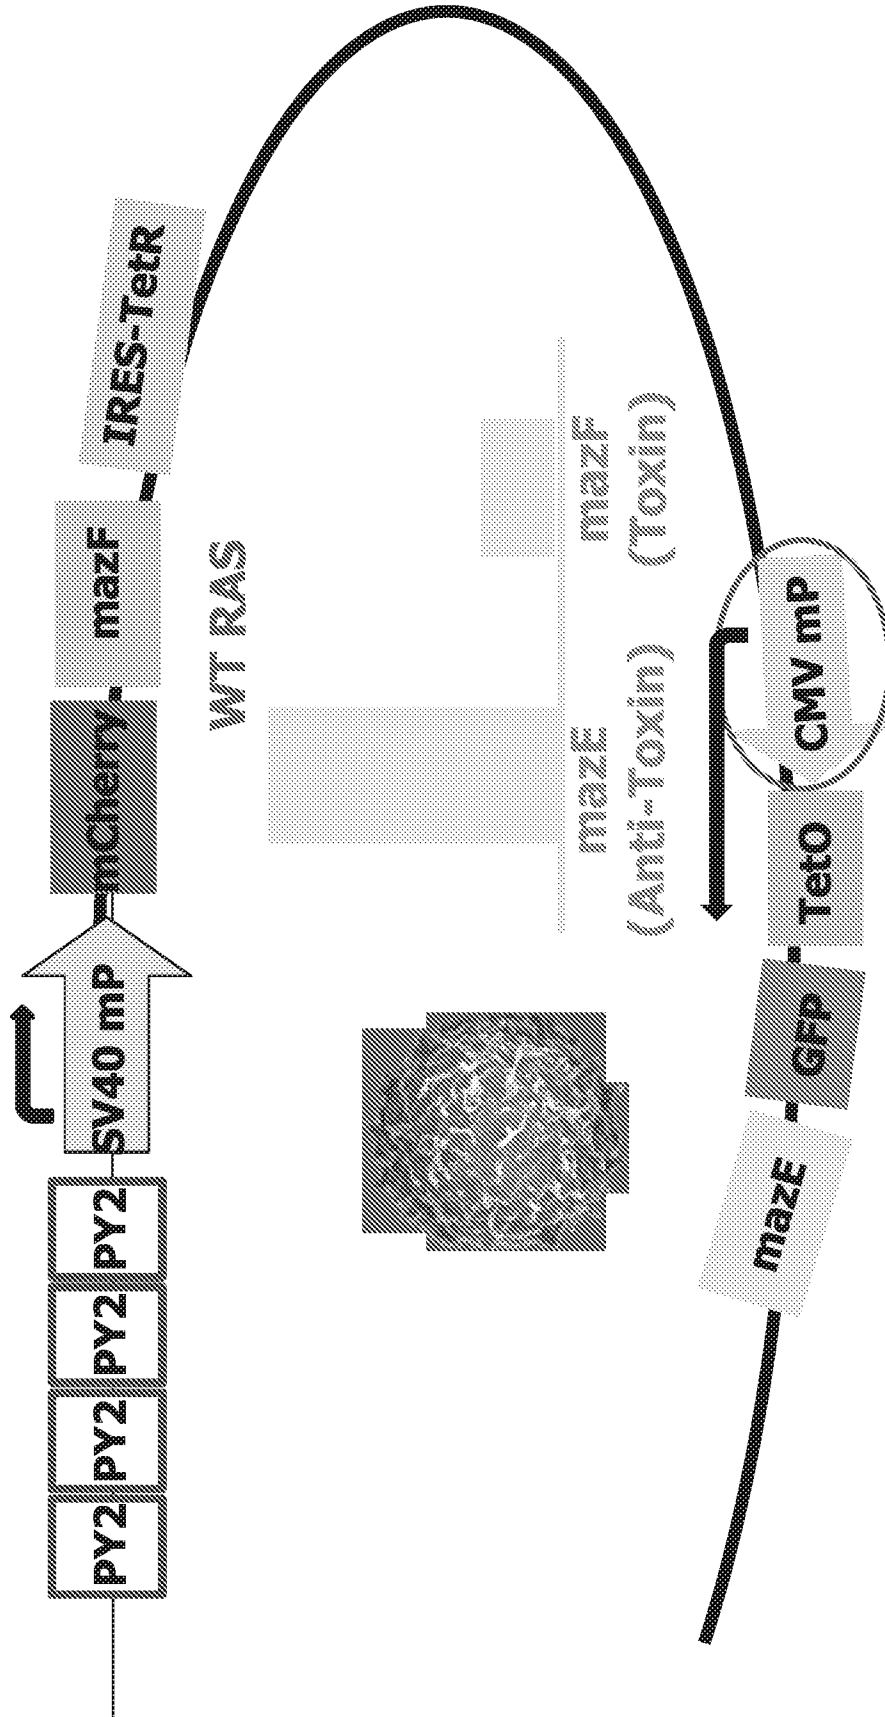 PY2
PY2
PY2
PY2
SV40 mP
mCherry
mazF
IRES-TetR
WT RAS
mazE
(Anti-Toxin)
mazF
(Toxin)
mazE
GFP
TetO
CMV mP